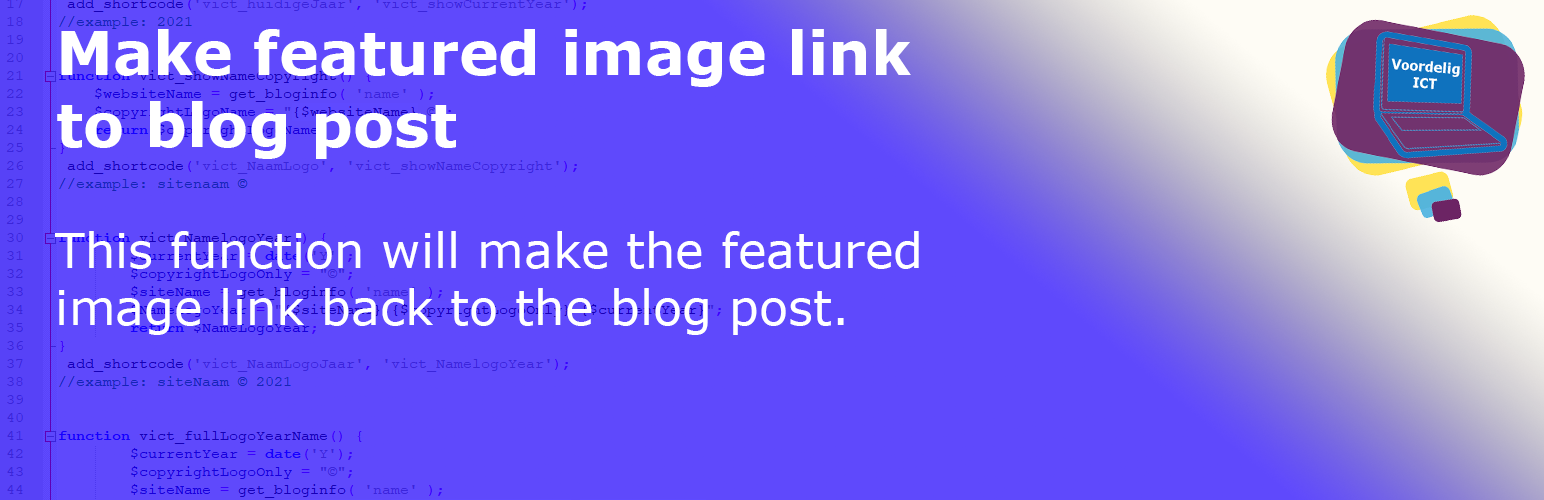 17 add_shortcode('vict_huidigeJaar', 'vict_showCurrentYear');
18 //example: 2021
Make featured image link
19
20
21 function vict_showNameCopyright() {
22 $websiteName = get_bloginfo( 'name' );
23 $copyrightLogoName = "{$websiteName} ©";
to blog post
24 return $copyrightLogoName
25 }
26 add_shortcode('vict_NaamLogo', 'vict_showNameCopyright');
27 //example: sitenaam ©
28
29
30 function vict_NamelogoYear() {
This function will make the featured
31 $currentYear = date('Y');
32 $copyrightLogoOnly = "©";
33 $siteName = get_bloginfo( 'name' );
image link back to the blog post.
34 $NameLogoYear = "{$siteName} {$copyrightLogoOnly} {$currentYear}";
35 return $NameLogoYear;
36 }
37 add_shortcode('vict_NaamLogoJaar', 'vict_NamelogoYear');
38 //example: siteNaam © 2021
39
40
41 function vict_fullLogoYearName() {
42 $currentYear = date('Y');
43 $copyrightLogoOnly = "©";
44 $siteName = get_bloginfo( 'name' );
Voordelig
ICT